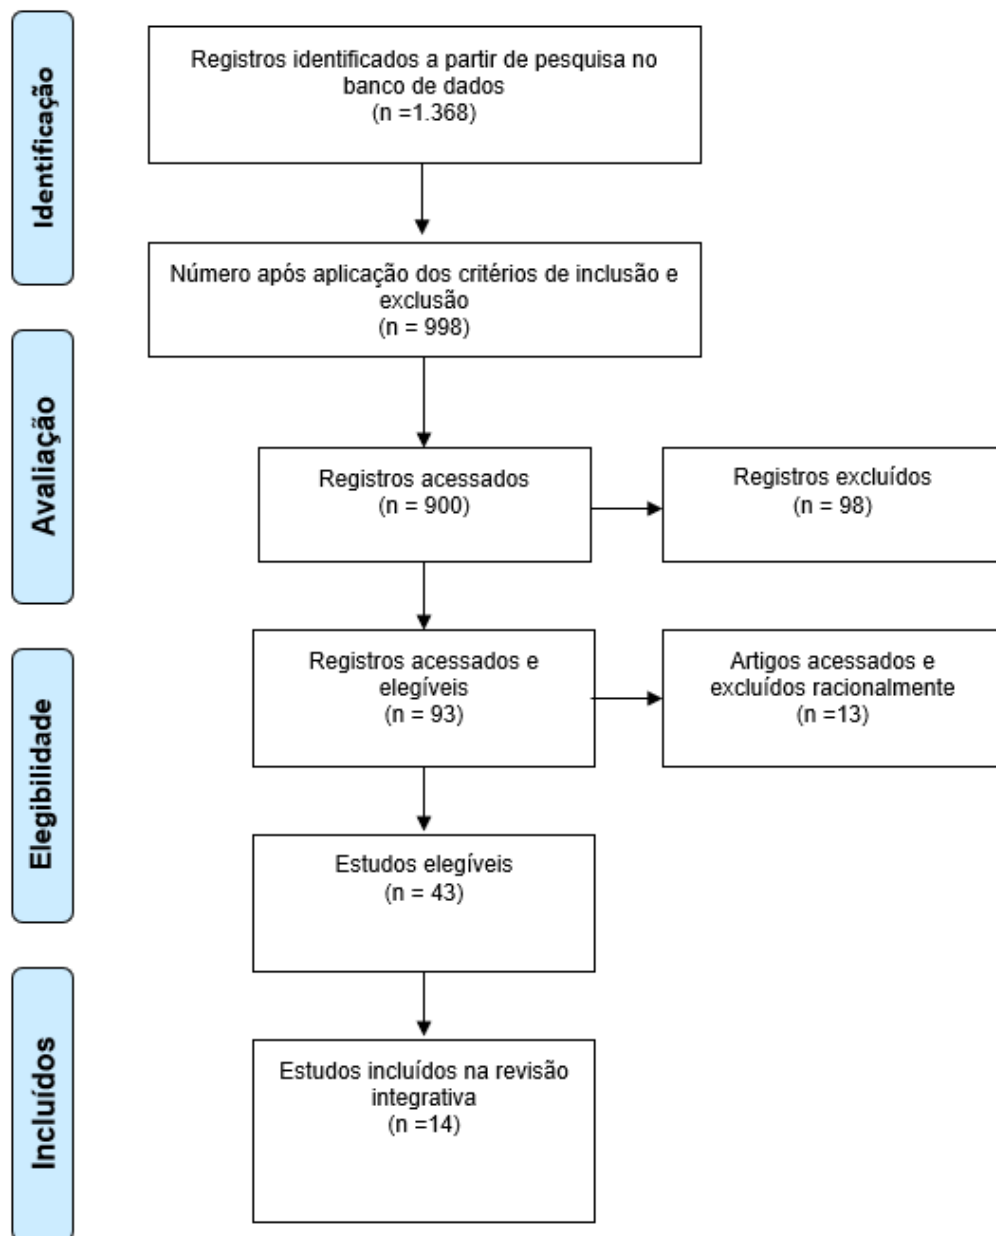 Identificação
Registros identificados a partir de pesquisa no
banco de dados
(n =1.368)
Número após aplicação dos critérios de inclusão e
exclusão
(n = 998)
Avaliação
Registros acessados
(n = 900)
Registros excluídos
(n = 98)
Elegibilidade
Registros acessados e
elegíveis
(n = 93)
Artigos acessados e
excluídos racionalmente
(n =13)
Estudos elegíveis
(n = 43)
Incluídos
Estudos incluídos na revisão
integrativa
(n =14)